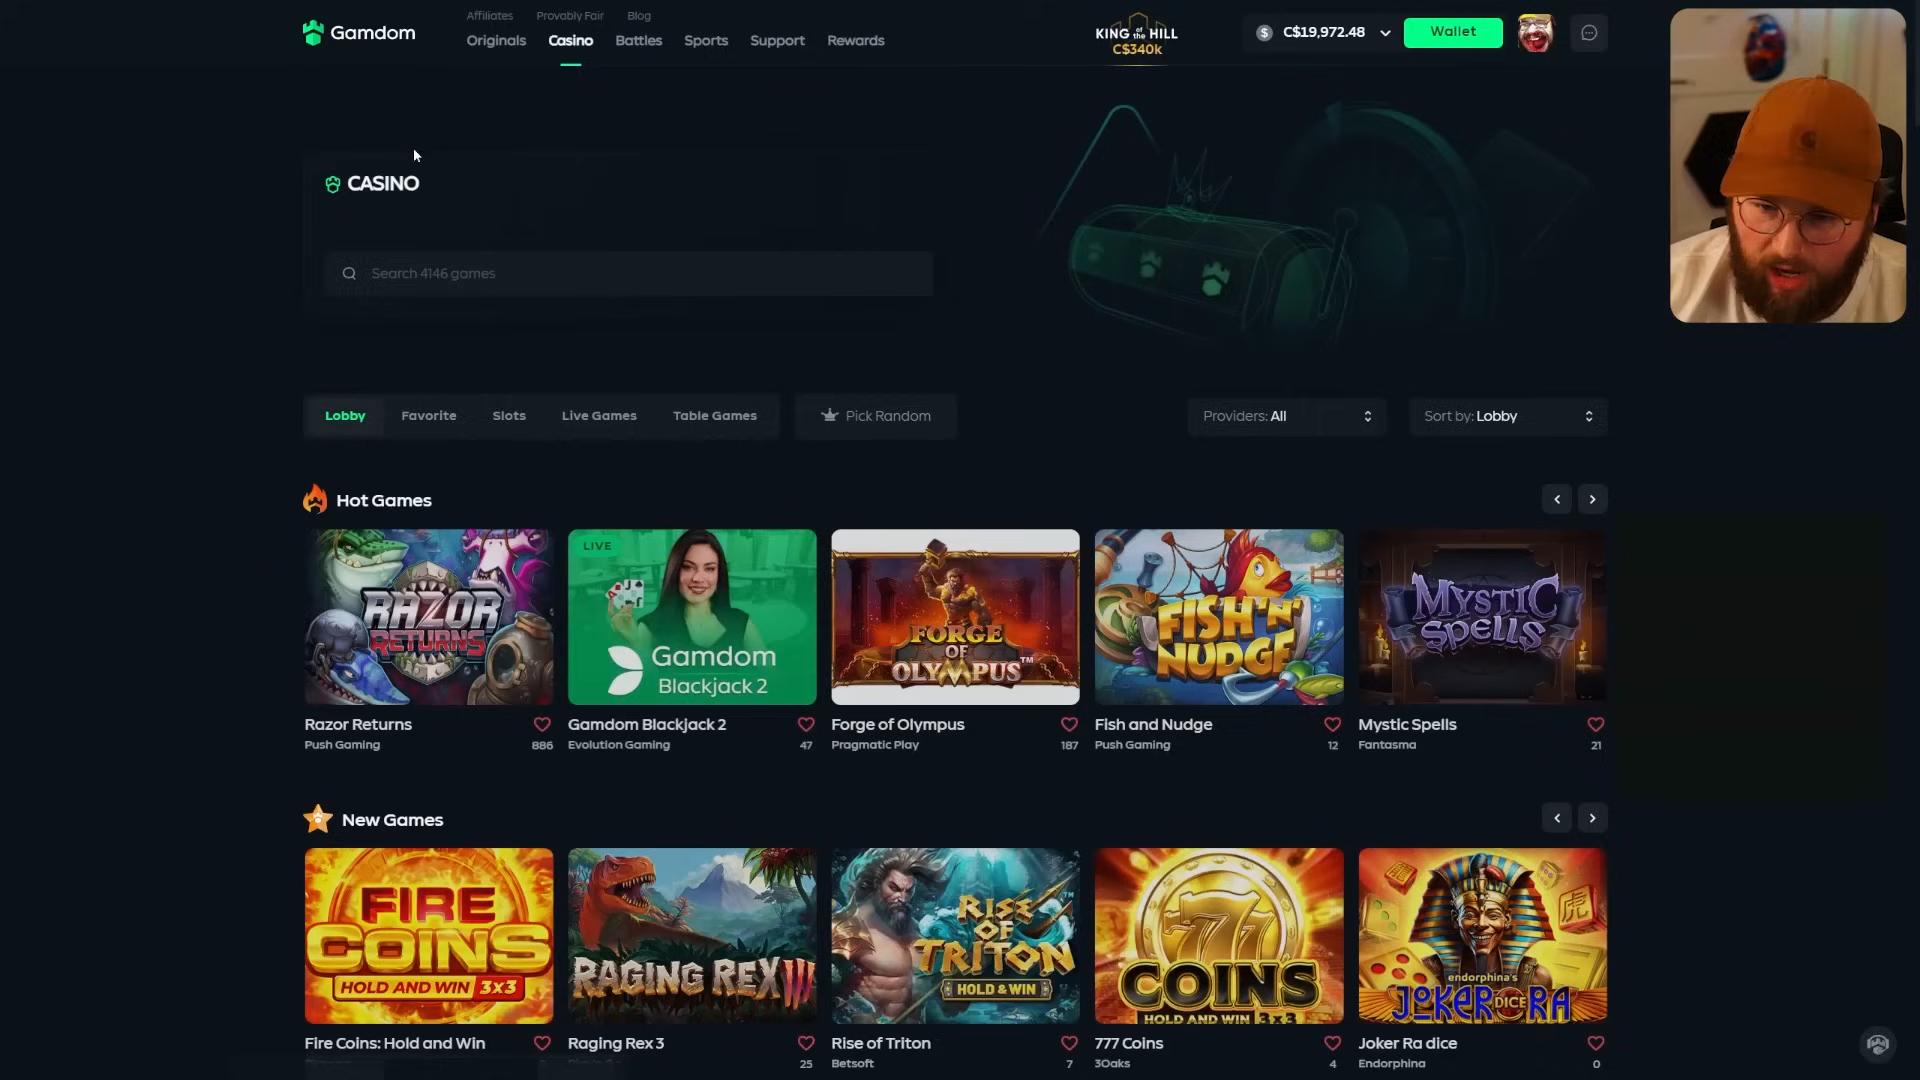 Affiliates Provably Fair Blog
Gamdom
Originals Casino Battles Sports Support Rewards
KING of the HILL
C$340k
$ C$19,972.48
Wallet
CASINO
Search 4146 games
Lobby Favorite Slots Live Games Table Games
Pick Random
Providers: All
Sort by: Lobby
Hot Games
RAZOR
RETURNS
LIVE
Gamdom
Blackjack 2
FORGE
OF
OLYMPUS™
FISH 'N'
NUDGE
MYSTIC
SPELLS
Razor Returns
Push Gaming 886
Gamdom Blackjack 2
Evolution Gaming 47
Forge of Olympus
Pragmatic Play 187
Fish and Nudge
Push Gaming 12
Mystic Spells
Fantasma 21
New Games
FIRE
COINS
HOLD AND WIN 3x3
RAGING REX III
RISE
OF
TRITON™
HOLD & WIN
777
COINS
HOLD AND WIN 3x3
endorphina's
JOKER DICE RA
Fire Coins: Hold and Win
Raging Rex 3
25
Rise of Triton
Betsoft 7
777 Coins
3Oaks 4
Joker Ra dice
Endorphina 0